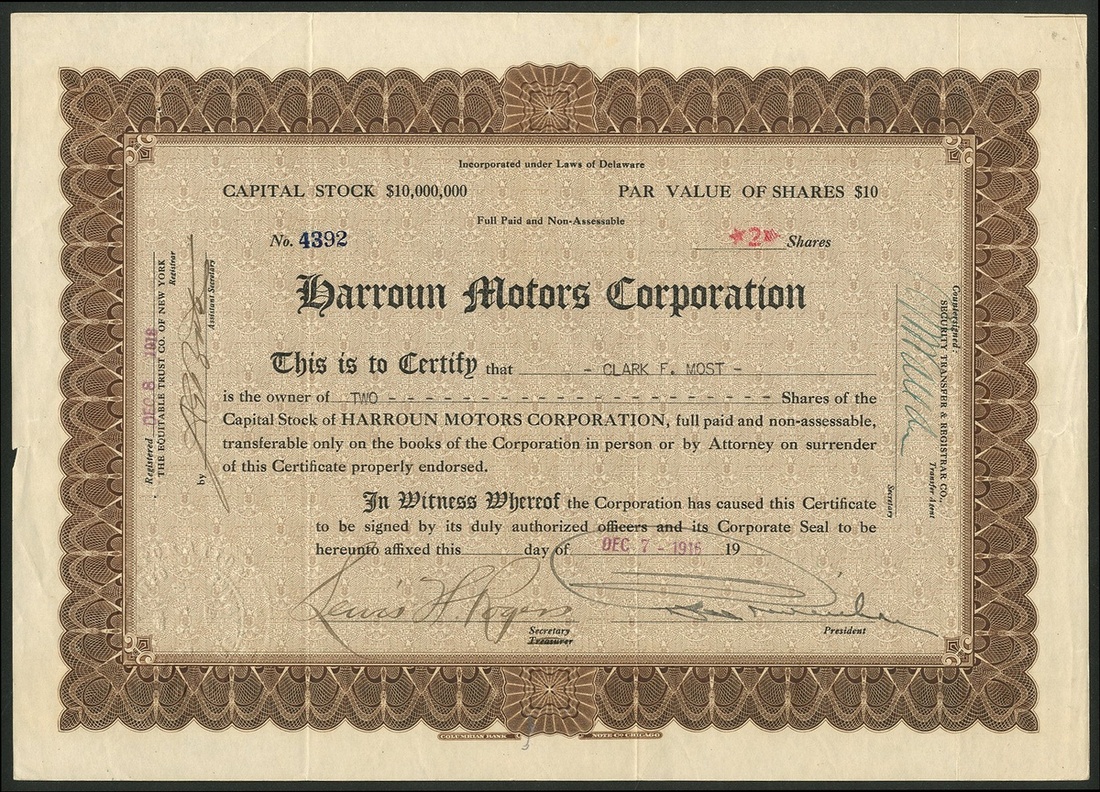 Incorporated under Laws of Delaware
CAPITAL STOCK $10,000,000 PAR VALUE OF SHARES $10
Full Paid and Non-Assessable
No. 4392 *2* Shares
Harroun Motors Corporation
This is to Certify that - CLARK F. MOST -
is the owner of TWO - - - - - - - - - - - - - - - - - - - - - - - Shares of the
Capital Stock of HARROUN MOTORS CORPORATION, full paid and non-assessable,
transferable only on the books of the Corporation in person or by Attorney on surrender
of this Certificate properly endorsed.
In Witness Whereof the Corporation has caused this Certificate
to be signed by its duly authorized officers and its Corporate Seal to be
hereunto affixed this day of DEC 7 - 1916 19
Lewis H. Rogers
Secretary
Treasurer
President
Registered DEC 8 1916
THE EQUITABLE TRUST CO. OF NEW YORK
Registrar
by
Assistant Secretary
Countersigned:
SECURITY TRANSFER & REGISTRAR CO.,
Transfer Agent
Secretary
COLUMBIAN BANK NOTE CO. CHICAGO